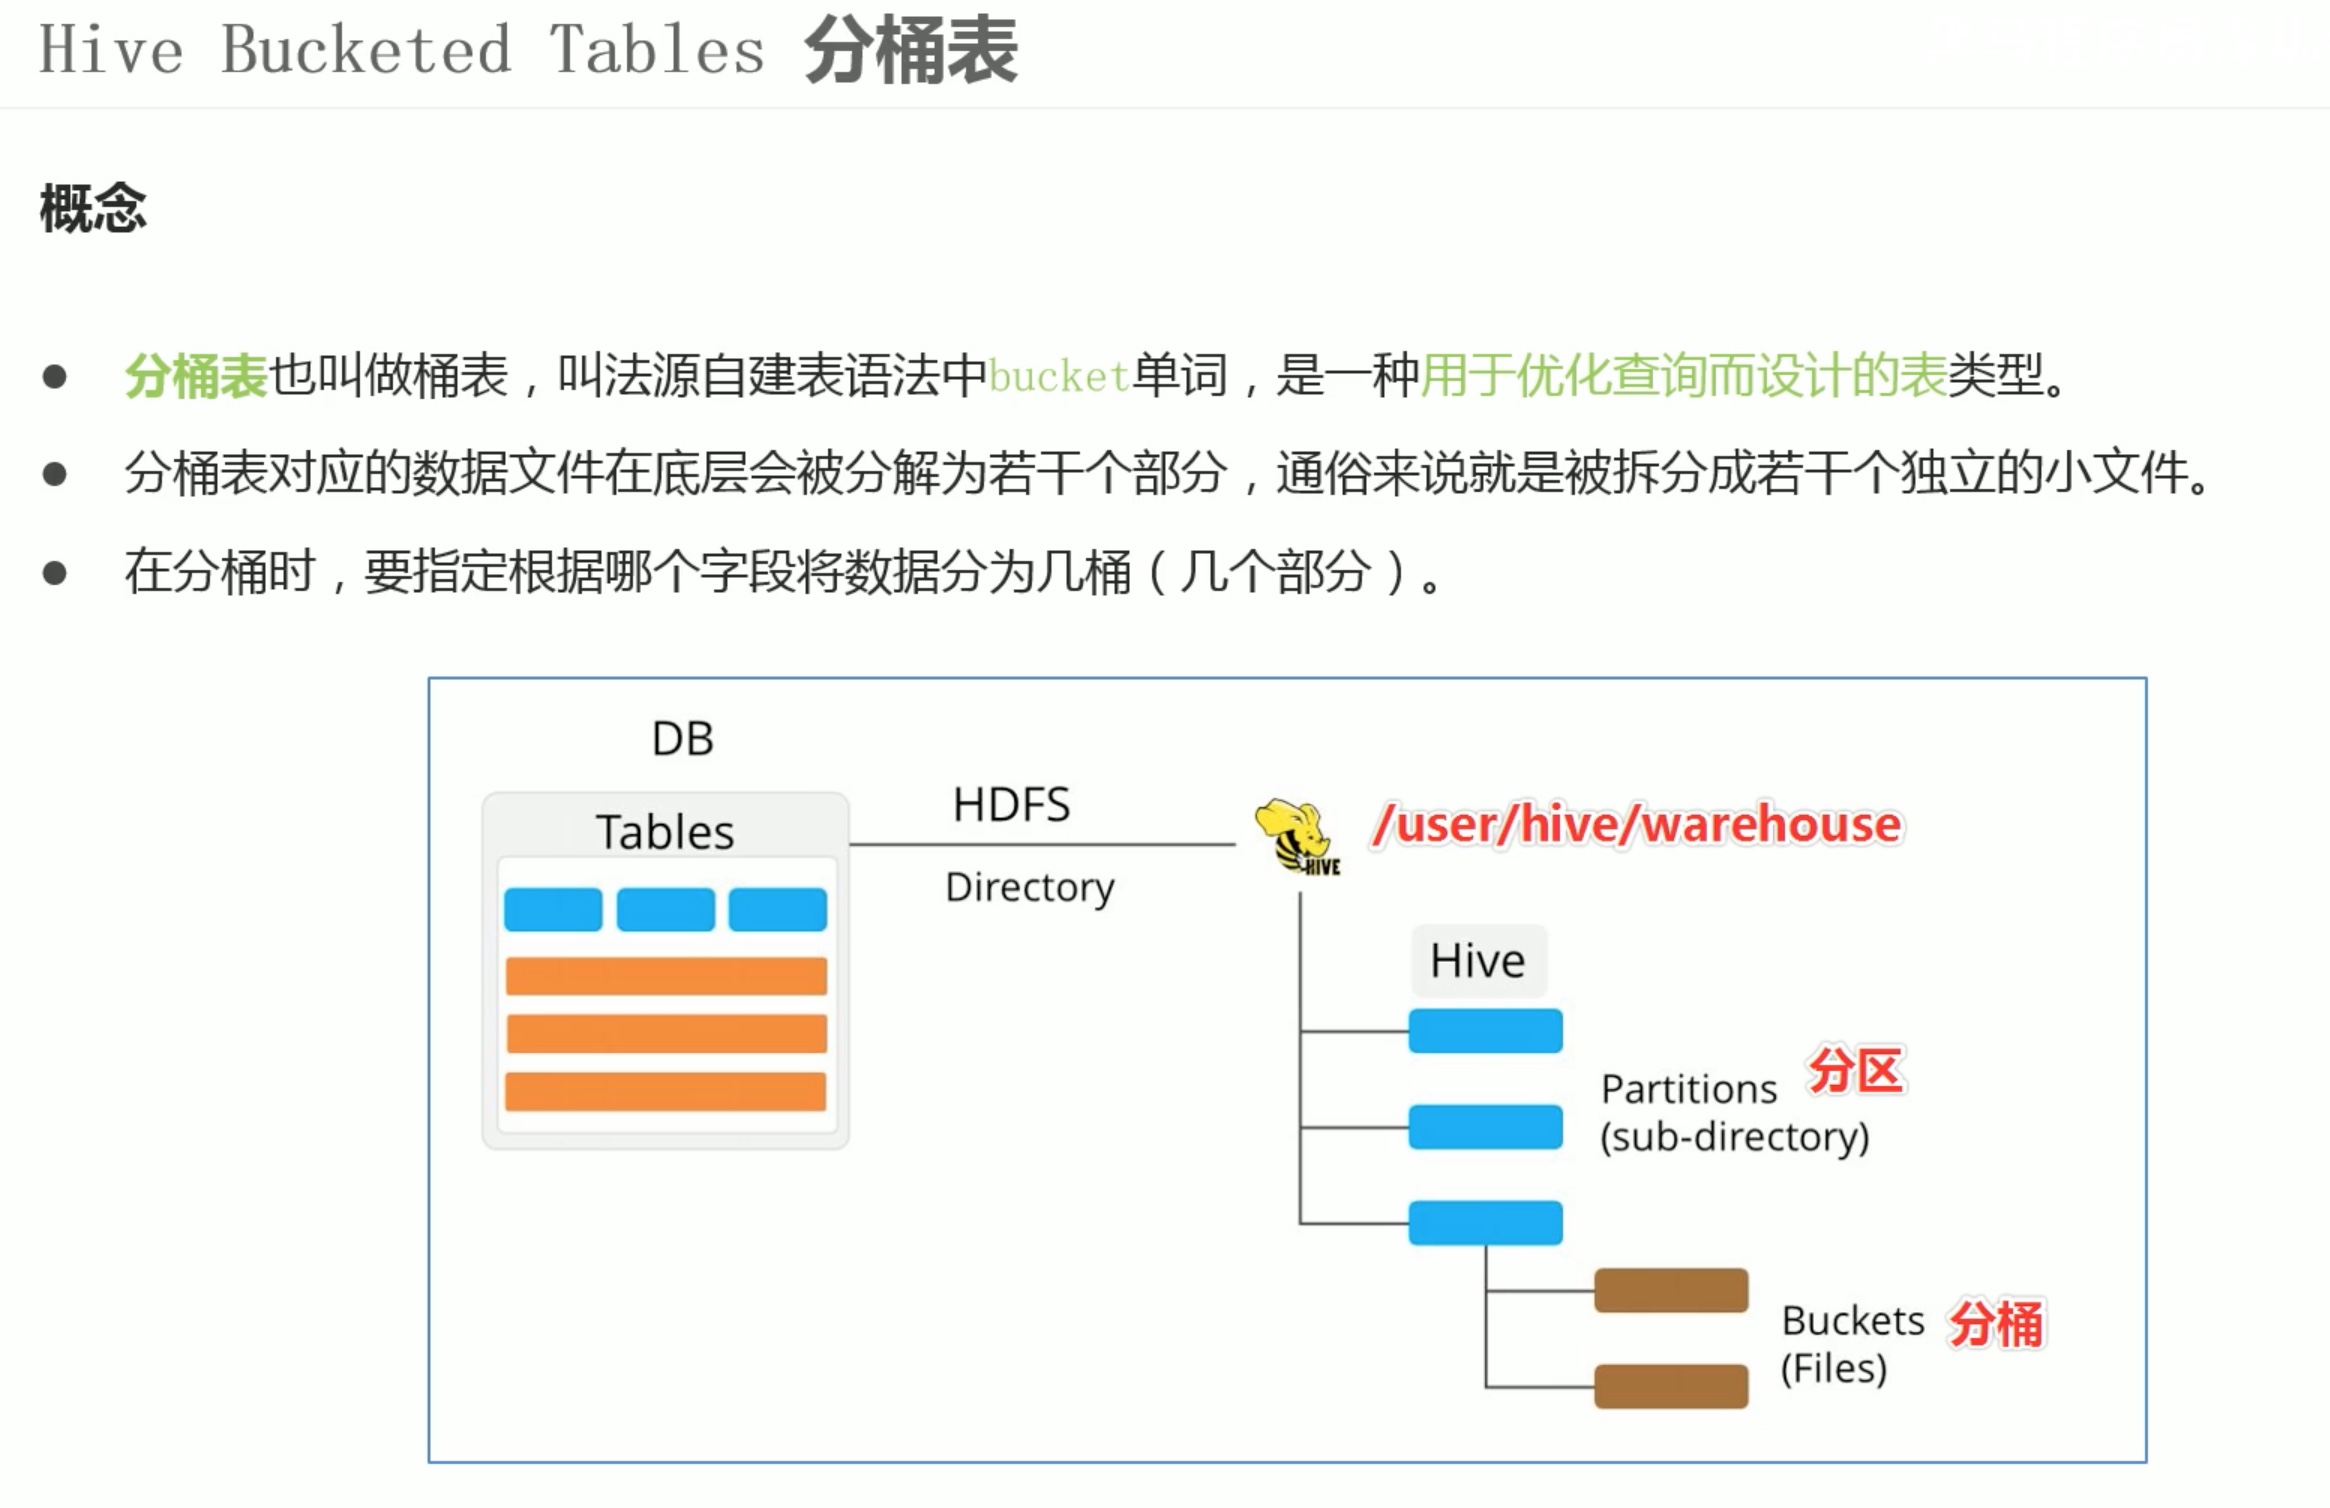 Hive Bucketed Tables 分桶表
概念
分桶表也叫做桶表，叫法源自建表语法中bucket单词，是一种用于优化查询而设计的表类型。
分桶表对应的数据文件在底层会被分解为若干个部分，通俗来说就是被拆分成若干个独立的小文件。
在分桶时，要指定根据哪个字段将数据分为几桶（几个部分）。
DB
Tables
HDFS
Directory
HIVE
/user/hive/warehouse
Hive
Partitions 分区
(sub-directory)
Buckets 分桶
(Files)